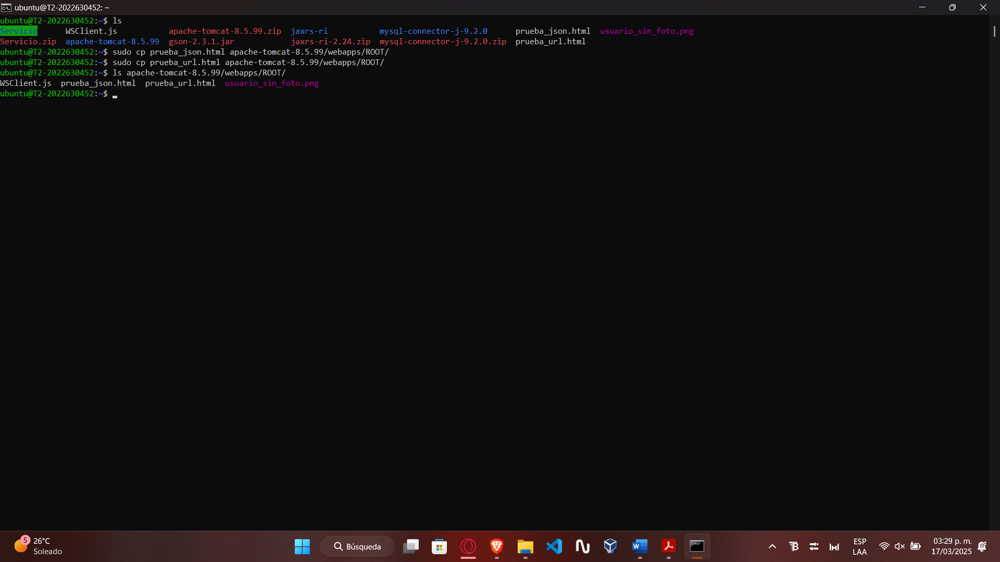 ubuntu@T2-2022630452: ~
ubuntu@T2-2022630452:~$ ls
Servicio WSClient.js apache-tomcat-8.5.99.zip jaxrs-ri mysql-connector-j-9.2.0 prueba_json.html usuario_sin_foto.png
Servicio.zip apache-tomcat-8.5.99 gson-2.3.1.jar jaxrs-ri-2.24.zip mysql-connector-j-9.2.0.zip prueba_url.html
ubuntu@T2-2022630452:~$ sudo cp prueba_json.html apache-tomcat-8.5.99/webapps/ROOT/
ubuntu@T2-2022630452:~$ sudo cp prueba_url.html apache-tomcat-8.5.99/webapps/ROOT/
ubuntu@T2-2022630452:~$ ls apache-tomcat-8.5.99/webapps/ROOT/
WSClient.js prueba_json.html prueba_url.html usuario_sin_foto.png
ubuntu@T2-2022630452:~$
5
26°C
Soleado
Búsqueda
ESP
LAA
03:29 p. m.
17/03/2025